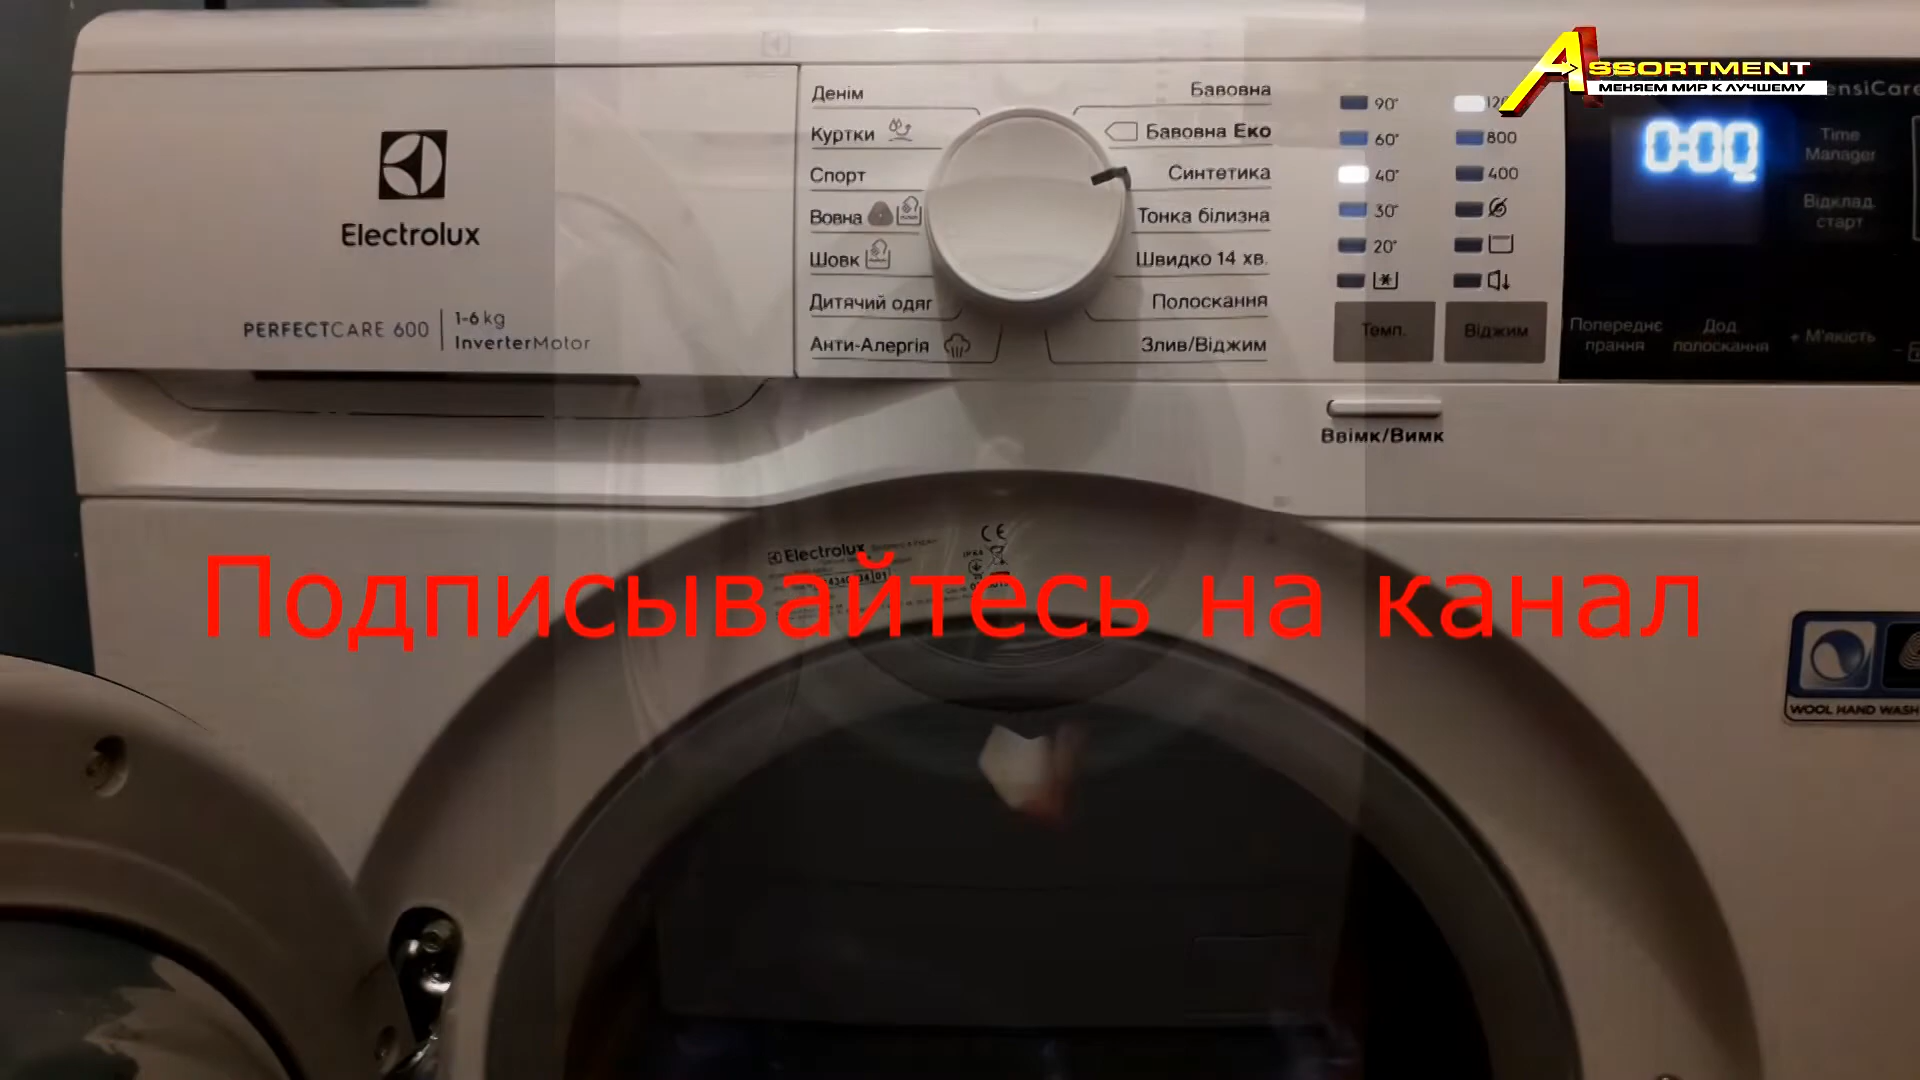 ASSORTMENT
МЕНЯЕМ МИР К ЛУЧШЕМУ
Electrolux
PERFECTCARE 600
1-6 kg
InverterMotor
Денім
Куртки
Спорт
Вовна
Шовк
Дитячий одяг
Анти-Алергія
Бавовна
Бавовна Еко
Синтетика
Тонка білизна
Швидко 14 хв.
Полоскання
Злив/Віджим
90°
60°
40°
30°
20°
Темп.
800
400
Віджим
Time
Manager
Відклад.
старт
Попереднє
прання
Дод.
полоскання
+ М'якість
Ввімк/Вимк
CE
Electrolux
Подписывайтесь на канал
WOOL HAND WASH